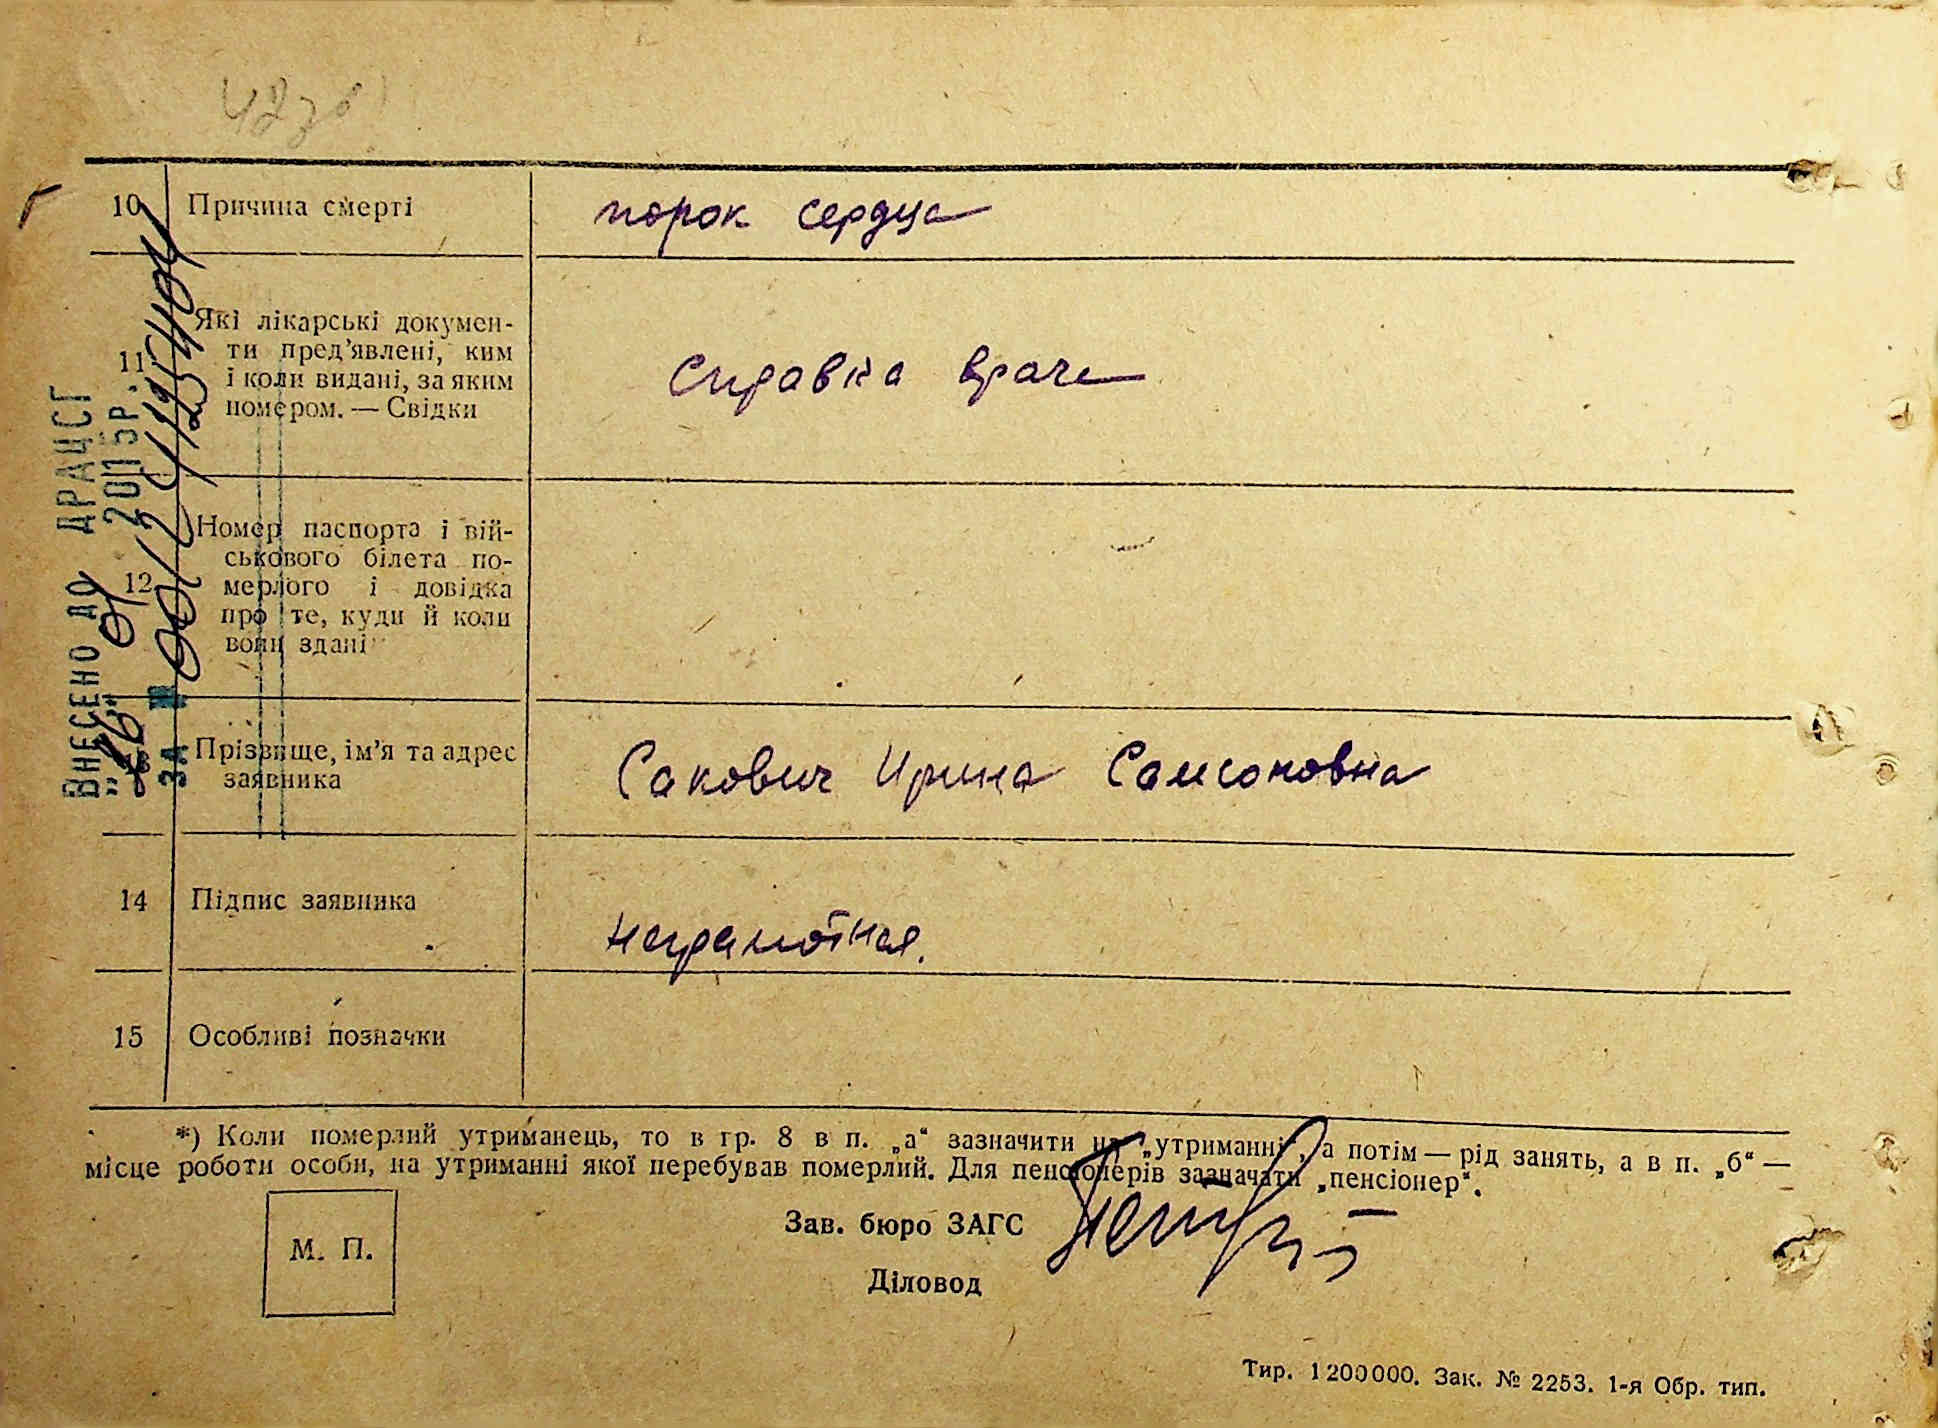 10 Причина смерті порок сердца
11 Які лікарські докумен-
ти пред’явлені, ким
і коли видані, за яким
номером. — Свідки
справка врача
12 Номер паспорта і вій-
ськового білета по-
мерлого і довідка
про те, куди й коли
вони здані
13 Прізвище, ім’я та адрес
заявника
Сакович Ирина Самсоновна
14 Підпис заявника
неграмотная.
15 Особливі позначки
ВНЕСЕНО ДО ДРАЦСГ
"26" 01 201 р.
ЗА №
*) Коли померлий утриманець, то в гр. 8 в п. „а“ зазначити на „утриманні“, а потім — рід занять, а в п. „б“ —
місце роботи особи, на утриманні якої перебував померлий. Для пенсіонерів зазначати „пенсіонер“.
М. П.
Зав. бюро ЗАГС
Діловод
Тир. 1200000. Зак. № 2253. 1-я Обр. тип.